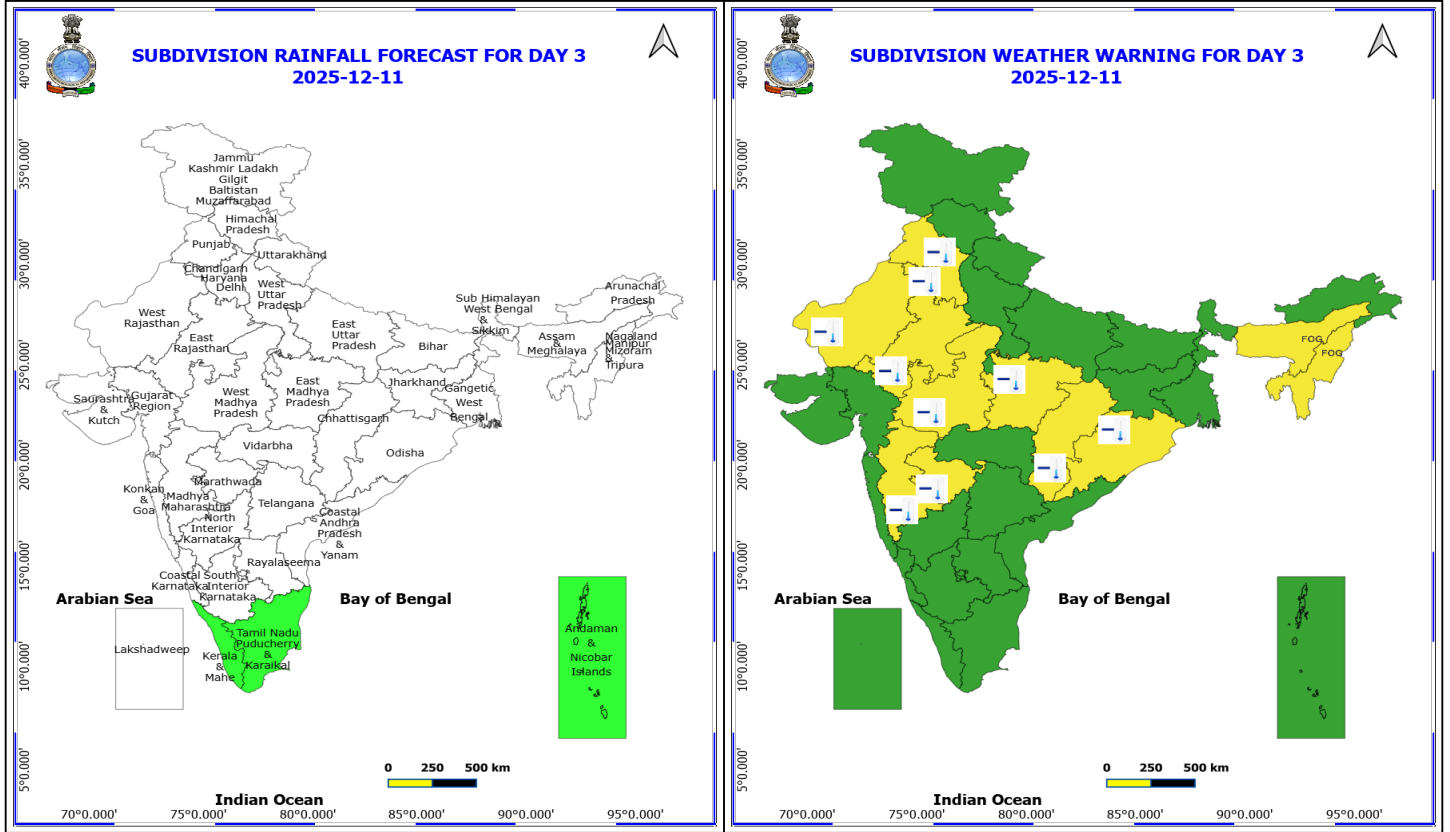 SUBDIVISION RAINFALL FORECAST FOR DAY 3
2025-12-11
40°0.000'
35°0.000'
30°0.000'
25°0.000'
20°0.000'
15°0.000'
10°0.000'
5°0.000'
Jammu
Kashmir Ladakh
Gilgit
Baltistan
Muzaffarabad
Himachal
Pradesh
Punjab
Uttarakhand
Chandigarh
Haryana
Delhi
West
Uttar
Pradesh
Arunachal
Pradesh
West
Rajasthan
East
Rajasthan
East
Uttar
Pradesh
Bihar
Sub Himalayan
West Bengal
&
Sikkim
Assam
&
Meghalaya
Nagaland
Manipur
Mizoram
&
Tripura
Saurashtra
&
Kutch
Gujarat
Region
West
Madhya
Pradesh
East
Madhya
Pradesh
Jharkhand
Gangetic
West
Bengal
Chhattisgarh
Vidarbha
Odisha
Konkan
&
Goa
Madhya
Maharashtra
Marathwada
Telangana
North
Interior
Karnataka
Coastal
Andhra
Pradesh
&
Yanam
Rayalaseema
Coastal
Karnataka
South
Interior
Karnataka
Arabian Sea
Bay of Bengal
Lakshadweep
Kerala
&
Mahe
Tamil Nadu
Puducherry
&
Karaikal
Andaman
&
Nicobar
Islands
0 250 500 km
Indian Ocean
70°0.000' 75°0.000' 80°0.000' 85°0.000' 90°0.000' 95°0.000'
SUBDIVISION WEATHER WARNING FOR DAY 3
2025-12-11
40°0.000'
35°0.000'
30°0.000'
25°0.000'
20°0.000'
15°0.000'
10°0.000'
5°0.000'
FOG
FOG
Arabian Sea
Bay of Bengal
0 250 500 km
Indian Ocean
70°0.000' 75°0.000' 80°0.000' 85°0.000' 90°0.000' 95°0.000'